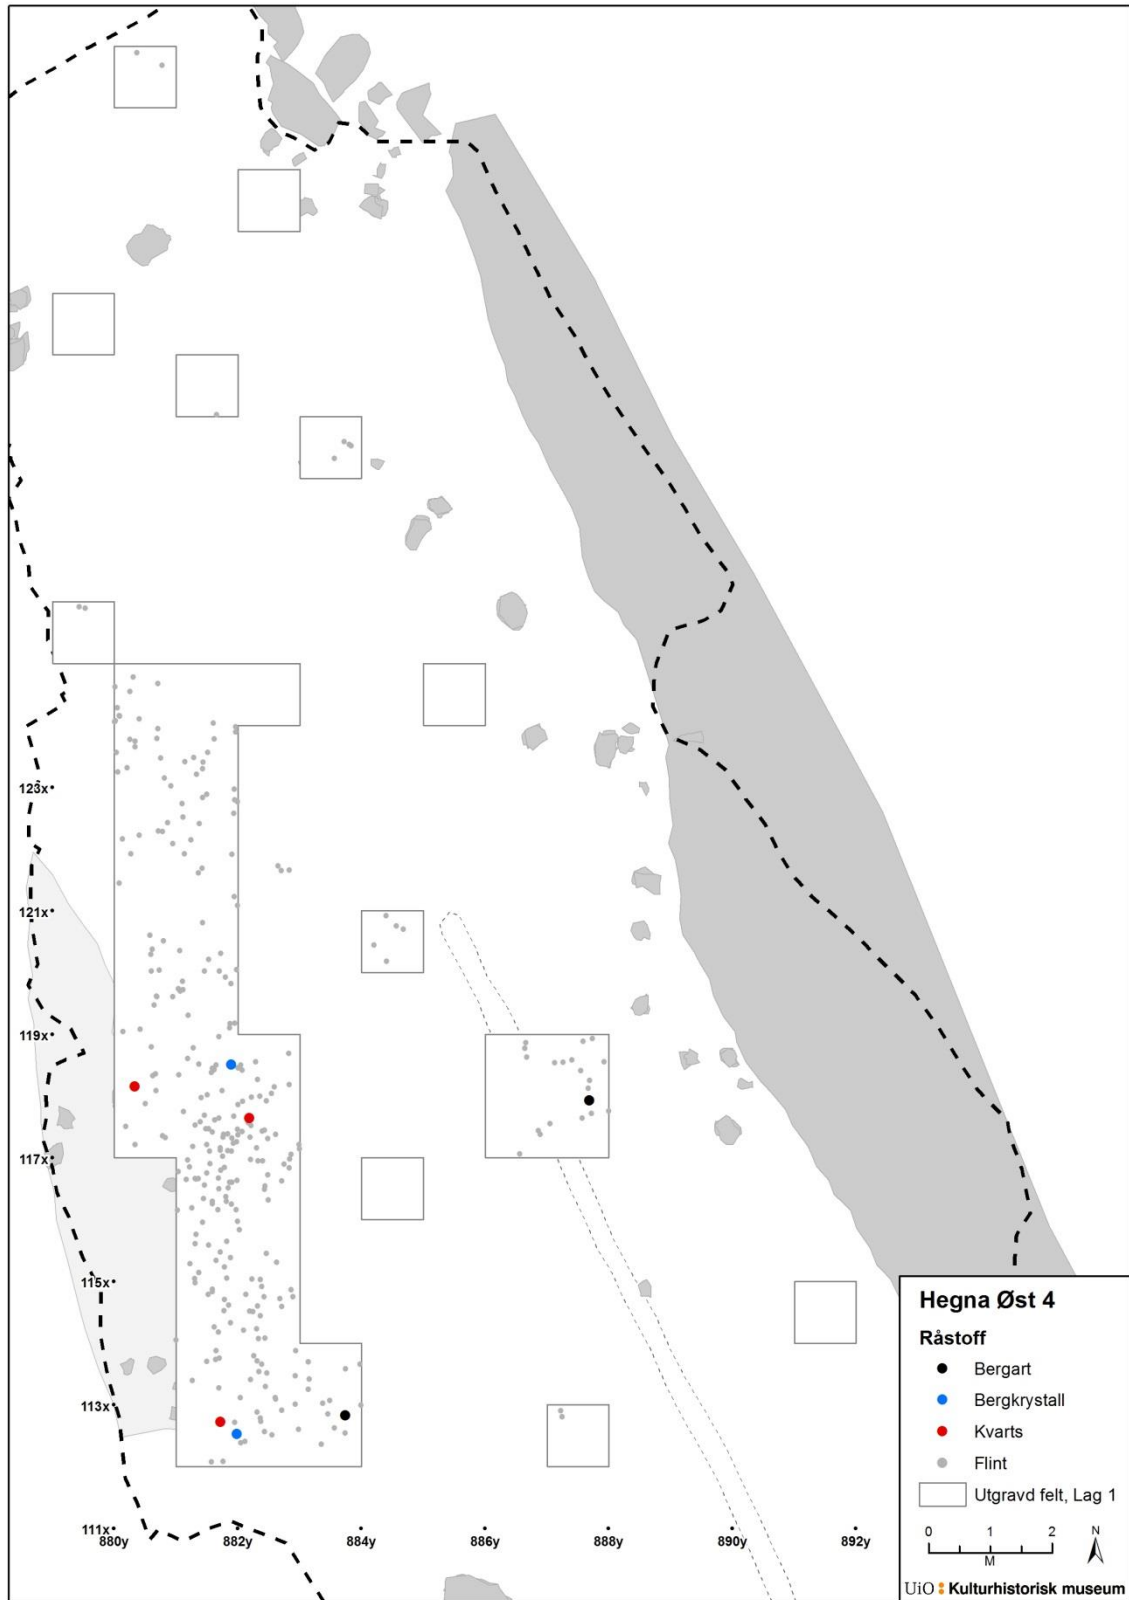 123x
121x
119x
117x
115x
113x
111x
880y 882y 884y 886y 888y 890y 892y
Hegna Øst 4
Råstoff
Bergart
Bergkrystall
Kvarts
Flint
Utgravd felt, Lag 1
0 1 2
M
N
UiO Kulturhistorisk museum